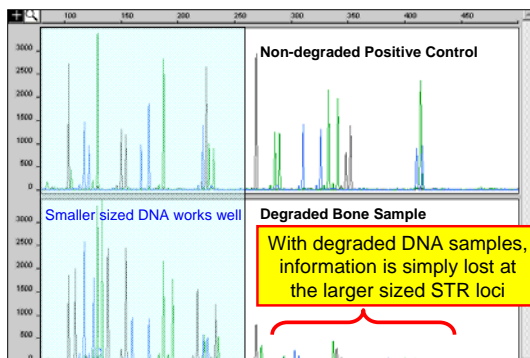 100 150 200 250 300 350 400 450
3000
2500
2000
1500
1000
500
0
Non-degraded Positive Control
3000
2500
2000
1500
1000
500
0
Smaller sized DNA works well
Degraded Bone Sample
With degraded DNA samples,
information is simply lost at
the larger sized STR loci